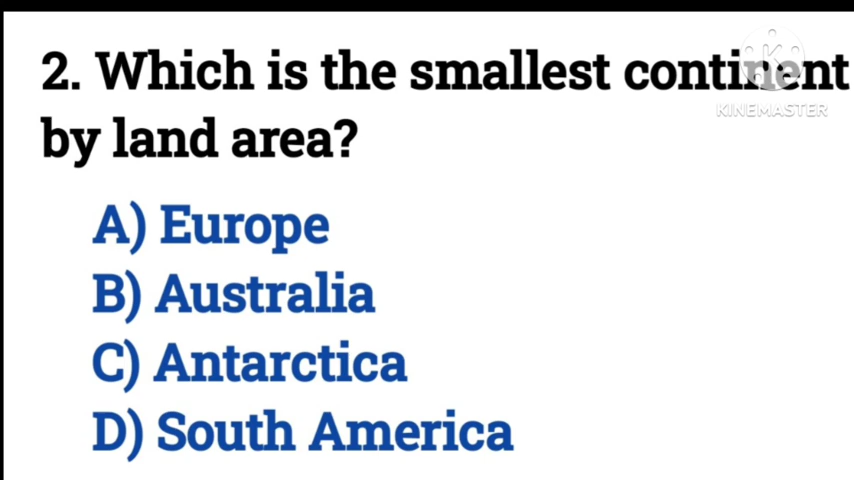 2. Which is the smallest continent
by land area?
A) Europe
B) Australia
C) Antarctica
D) South America
KINEMASTER